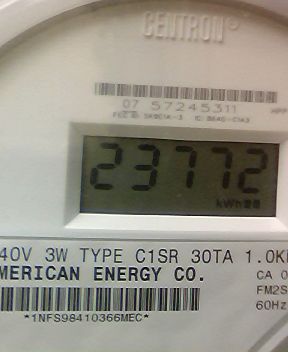 CENTRON®
07 57245311
23772
kWh
40V 3W TYPE C1SR 30TA 1.0K
MERICAN ENERGY CO.
CA 0
FM2S
60Hz
*1NFS98410366MEC*